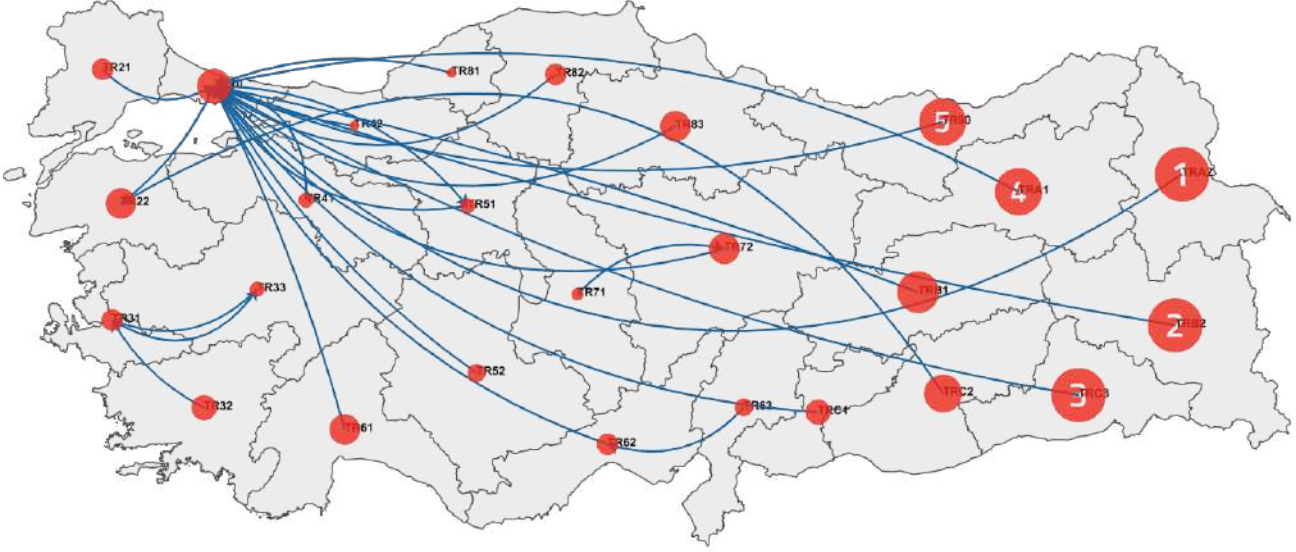 TR21
TR81
TR82
TR42
TR83
5
TR90
1
TRA2
4
TRA1
TR22
TR41
TR51
TR72
TR33
TR71
TRB1
TR31
2
TRB2
TR52
TR32
TR63
TRC1
TRC2
3
TRC3
TR61
TR62